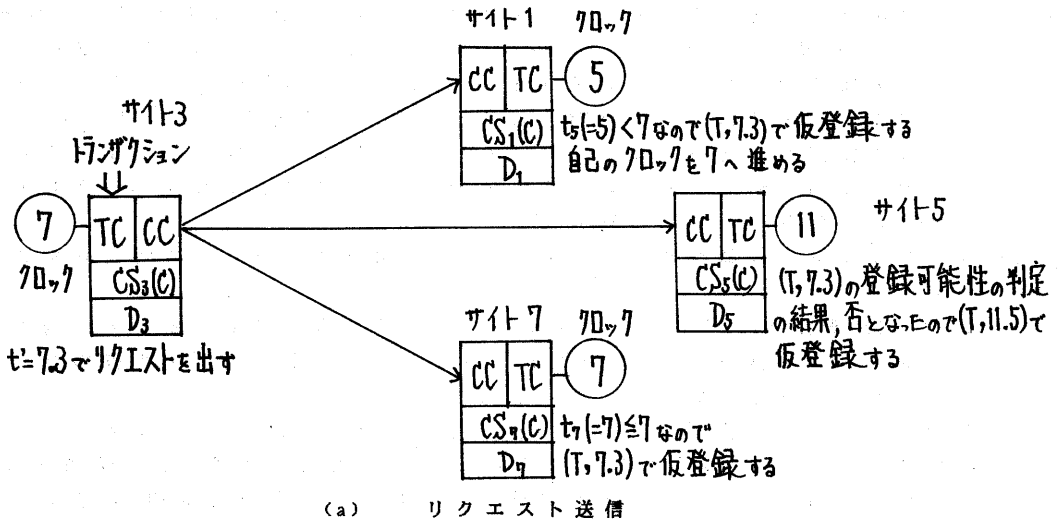 サイト1 クロック
CC TC 5
CS₁(C)
D₁
t₅(=5)<7なので(T,7.3)で仮登録する
自己のクロックを7へ進める
サイト3
トランザクション
7 TC CC
クロック
CS₃(C)
D₃
t=7.3でリクエストを出す
サイト5
CC TC 11
CS₅(C)
D₅
(T,7.3)の登録可能性の判定
の結果,否となったので(T,11.5)で
仮登録する
サイト7 クロック
CC TC 7
CS₇(C)
D₇
t₇(=7)≦7なので
(T,7.3)で仮登録する
(a) リクエスト送信